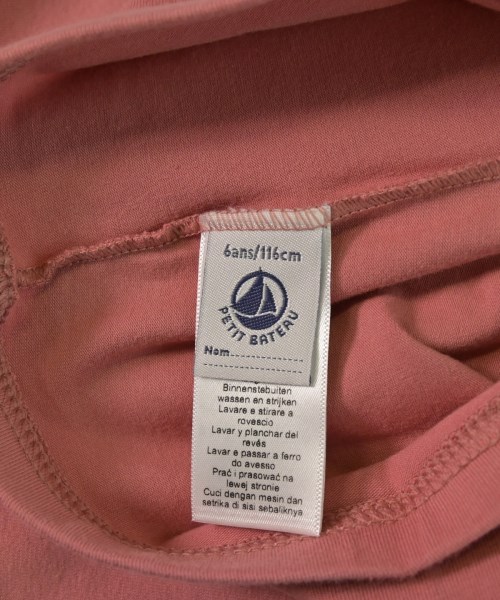 6ans/116cm
PETIT BATEAU
Nom
Binnenstebuiten
wassen en strijken
Lavare e stirare a
rovescio
Lavar y planchar del
revés
Lavar e passar a ferro
do avesso
Prać i prasować na
lewej stronie
Cuci dengan mesin dan
setrika di sisi sebaliknya